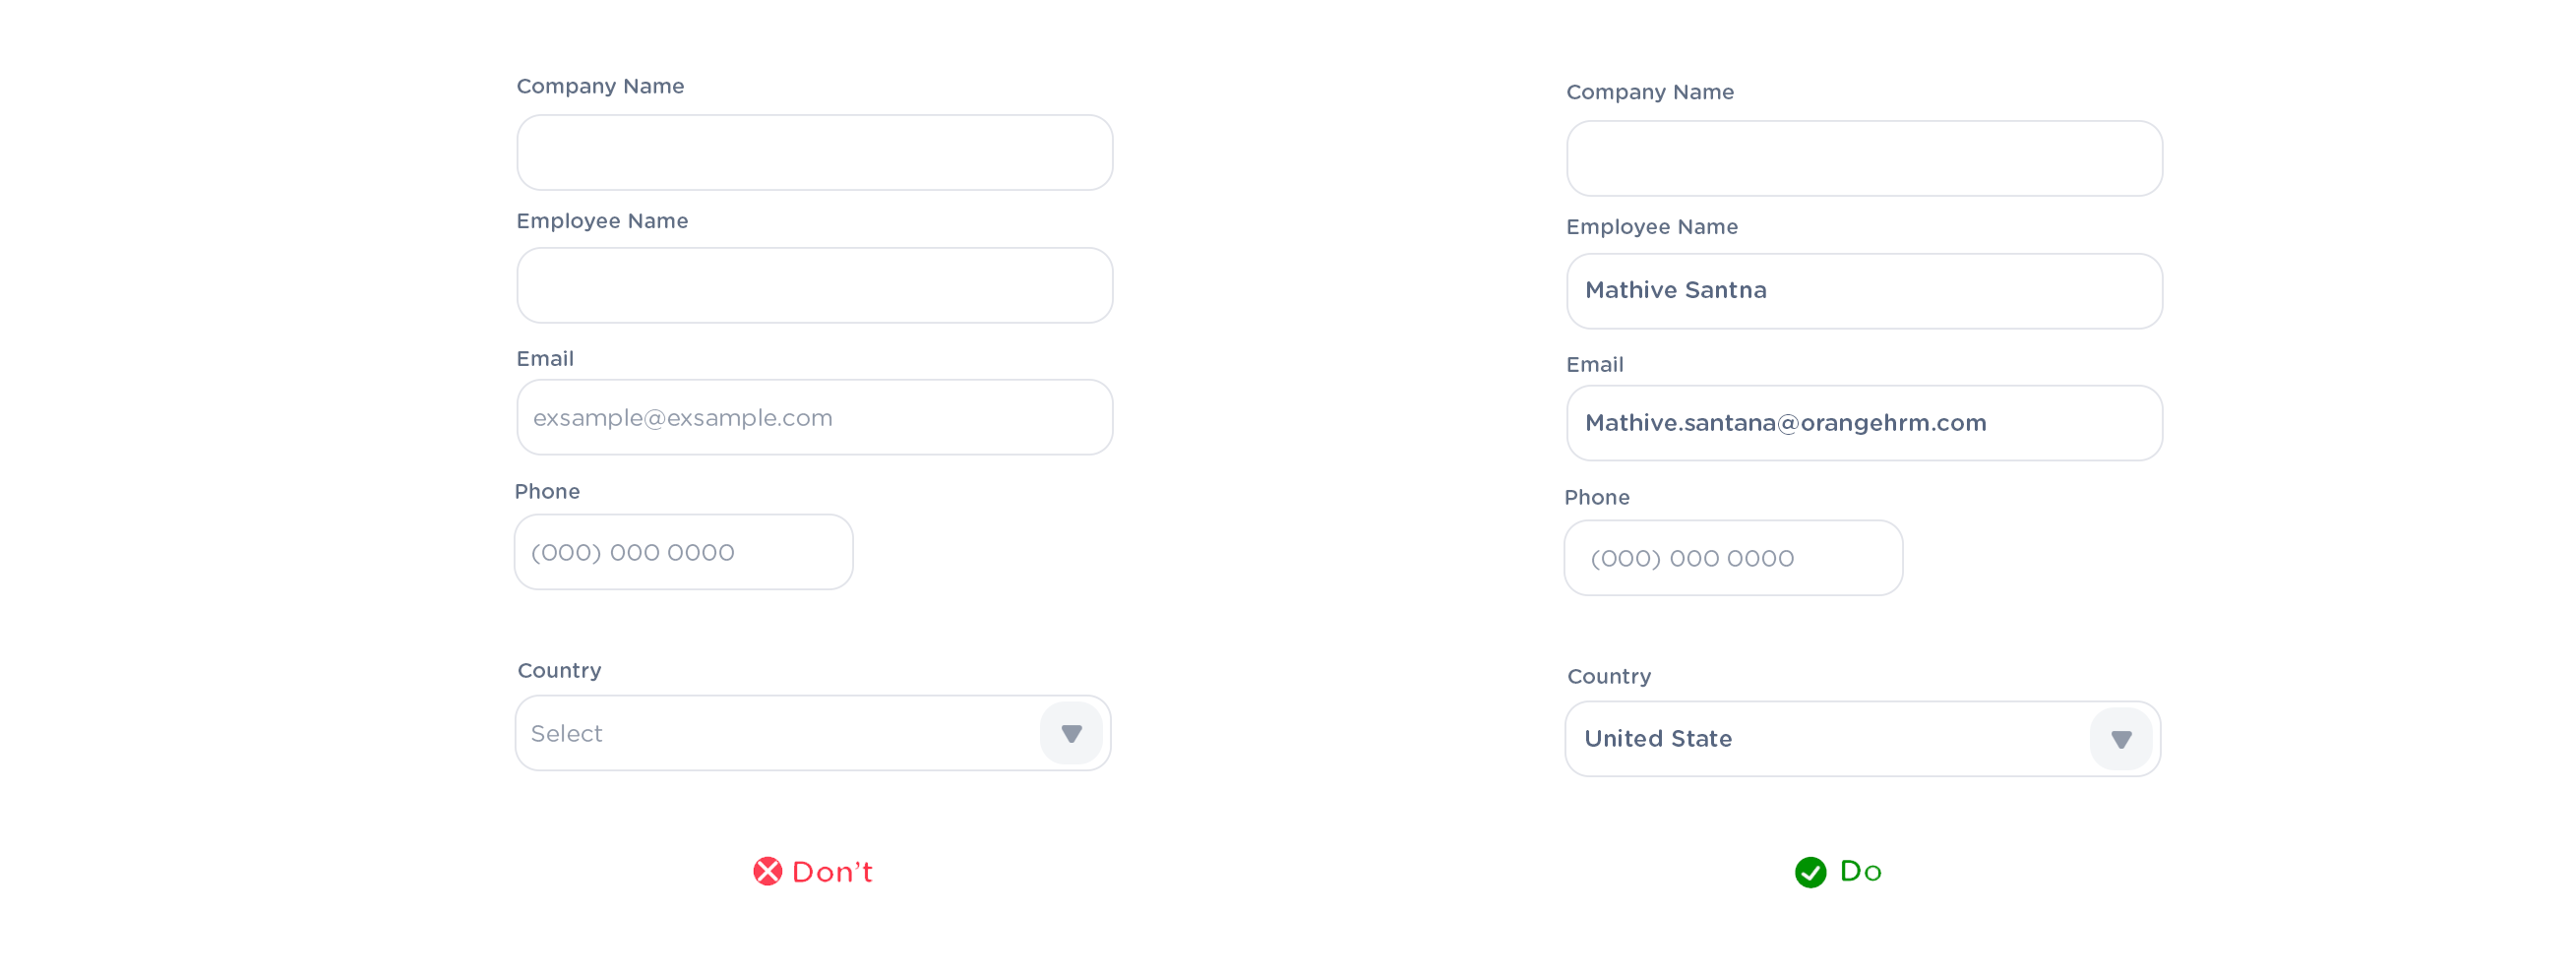 Company Name
Employee Name
Email
exsample@exsample.com
Phone
(000) 000 0000
Country
Select
Don't
Company Name
Employee Name
Mathive Santna
Email
Mathive.santana@orangehrm.com
Phone
(000) 000 0000
Country
United State
Do